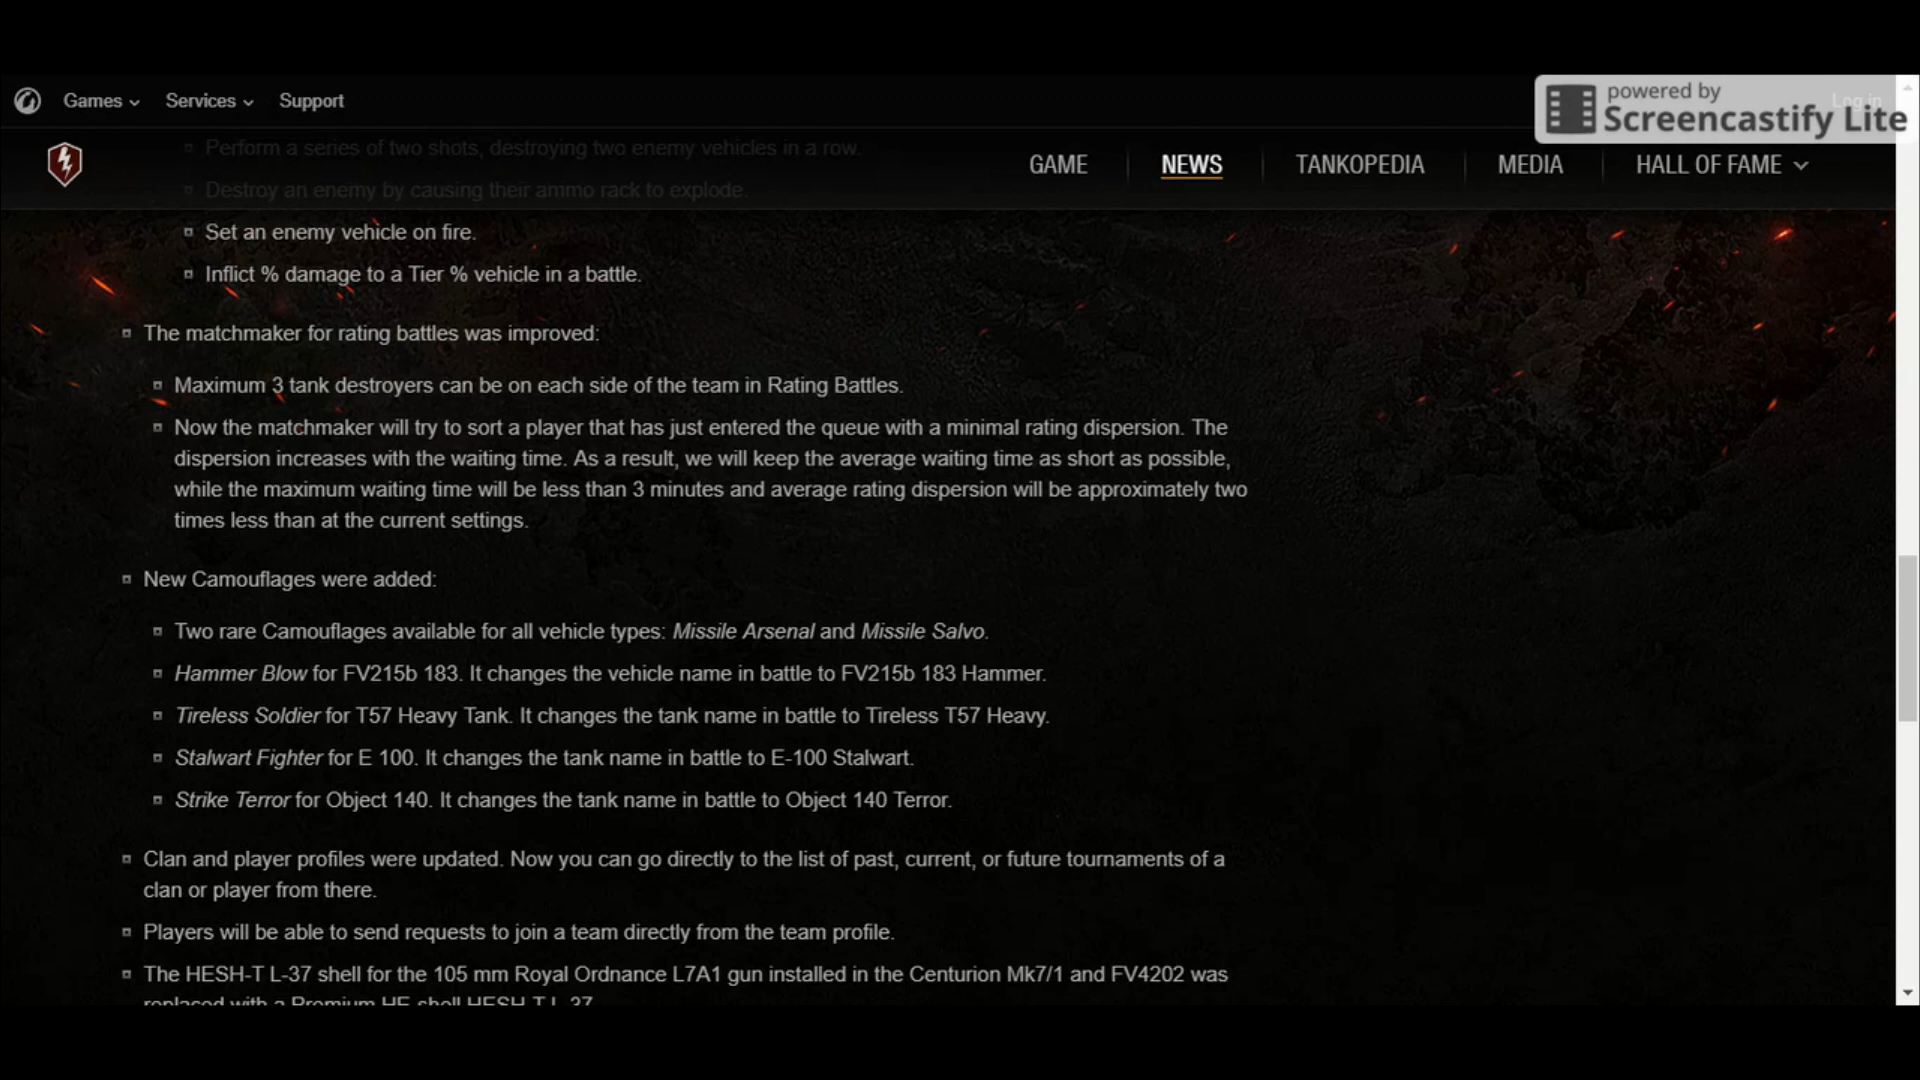 Games Services Support
Log in
powered by
Screencastify Lite
GAME NEWS TANKOPEDIA MEDIA HALL OF FAME
Perform a series of two shots, destroying two enemy vehicles in a row.
Destroy an enemy by causing their ammo rack to explode.
Set an enemy vehicle on fire.
Inflict % damage to a Tier % vehicle in a battle.
The matchmaker for rating battles was improved:
Maximum 3 tank destroyers can be on each side of the team in Rating Battles.
Now the matchmaker will try to sort a player that has just entered the queue with a minimal rating dispersion. The
dispersion increases with the waiting time. As a result, we will keep the average waiting time as short as possible,
while the maximum waiting time will be less than 3 minutes and average rating dispersion will be approximately two
times less than at the current settings.
New Camouflages were added:
Two rare Camouflages available for all vehicle types: Missile Arsenal and Missile Salvo.
Hammer Blow for FV215b 183. It changes the vehicle name in battle to FV215b 183 Hammer.
Tireless Soldier for T57 Heavy Tank. It changes the tank name in battle to Tireless T57 Heavy.
Stalwart Fighter for E 100. It changes the tank name in battle to E-100 Stalwart.
Strike Terror for Object 140. It changes the tank name in battle to Object 140 Terror.
Clan and player profiles were updated. Now you can go directly to the list of past, current, or future tournaments of a
clan or player from there.
Players will be able to send requests to join a team directly from the team profile.
The HESH-T L-37 shell for the 105 mm Royal Ordnance L7A1 gun installed in the Centurion Mk7/1 and FV4202 was
replaced with a Premium HE shell HESH T L 37